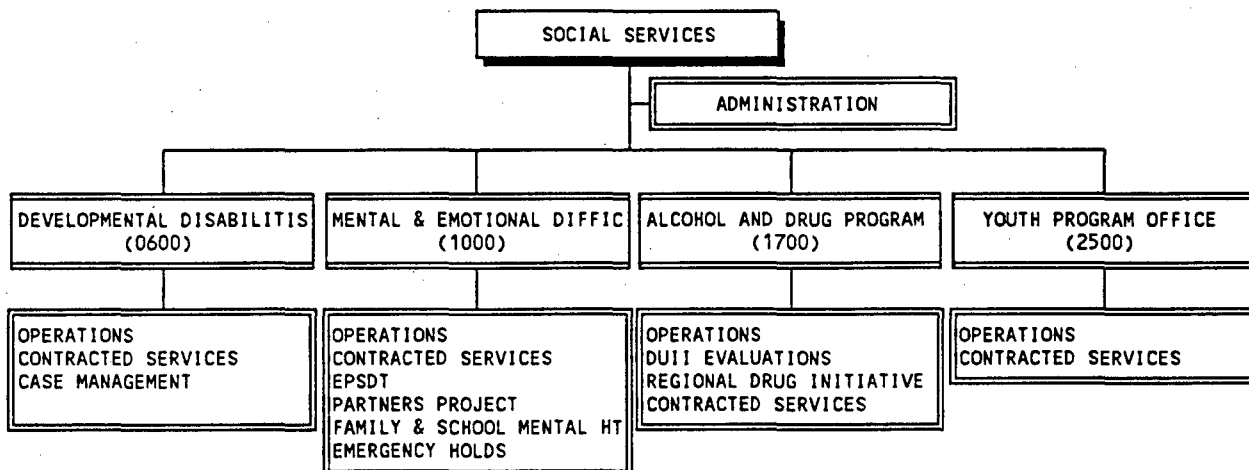 SOCIAL SERVICES
ADMINISTRATION
DEVELOPMENTAL DISABILITIS
(0600)
MENTAL & EMOTIONAL DIFFIC
(1000)
ALCOHOL AND DRUG PROGRAM
(1700)
YOUTH PROGRAM OFFICE
(2500)
OPERATIONS
CONTRACTED SERVICES
CASE MANAGEMENT
OPERATIONS
CONTRACTED SERVICES
EPSDT
PARTNERS PROJECT
FAMILY & SCHOOL MENTAL HT
EMERGENCY HOLDS
OPERATIONS
DUII EVALUATIONS
REGIONAL DRUG INITIATIVE
CONTRACTED SERVICES
OPERATIONS
CONTRACTED SERVICES